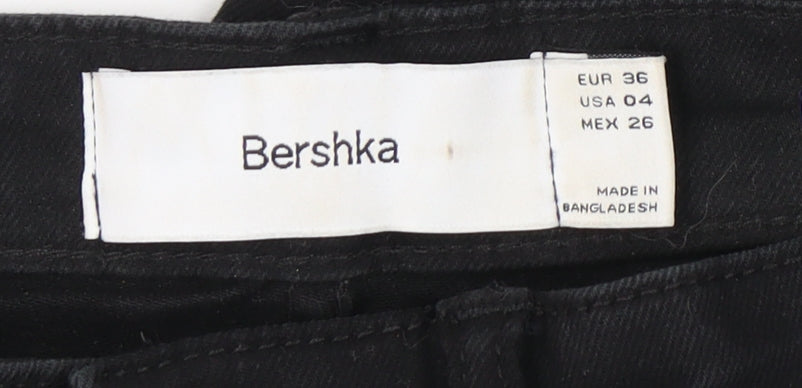 Bershka
EUR 36
USA 04
MEX 26
MADE IN
BANGLADESH